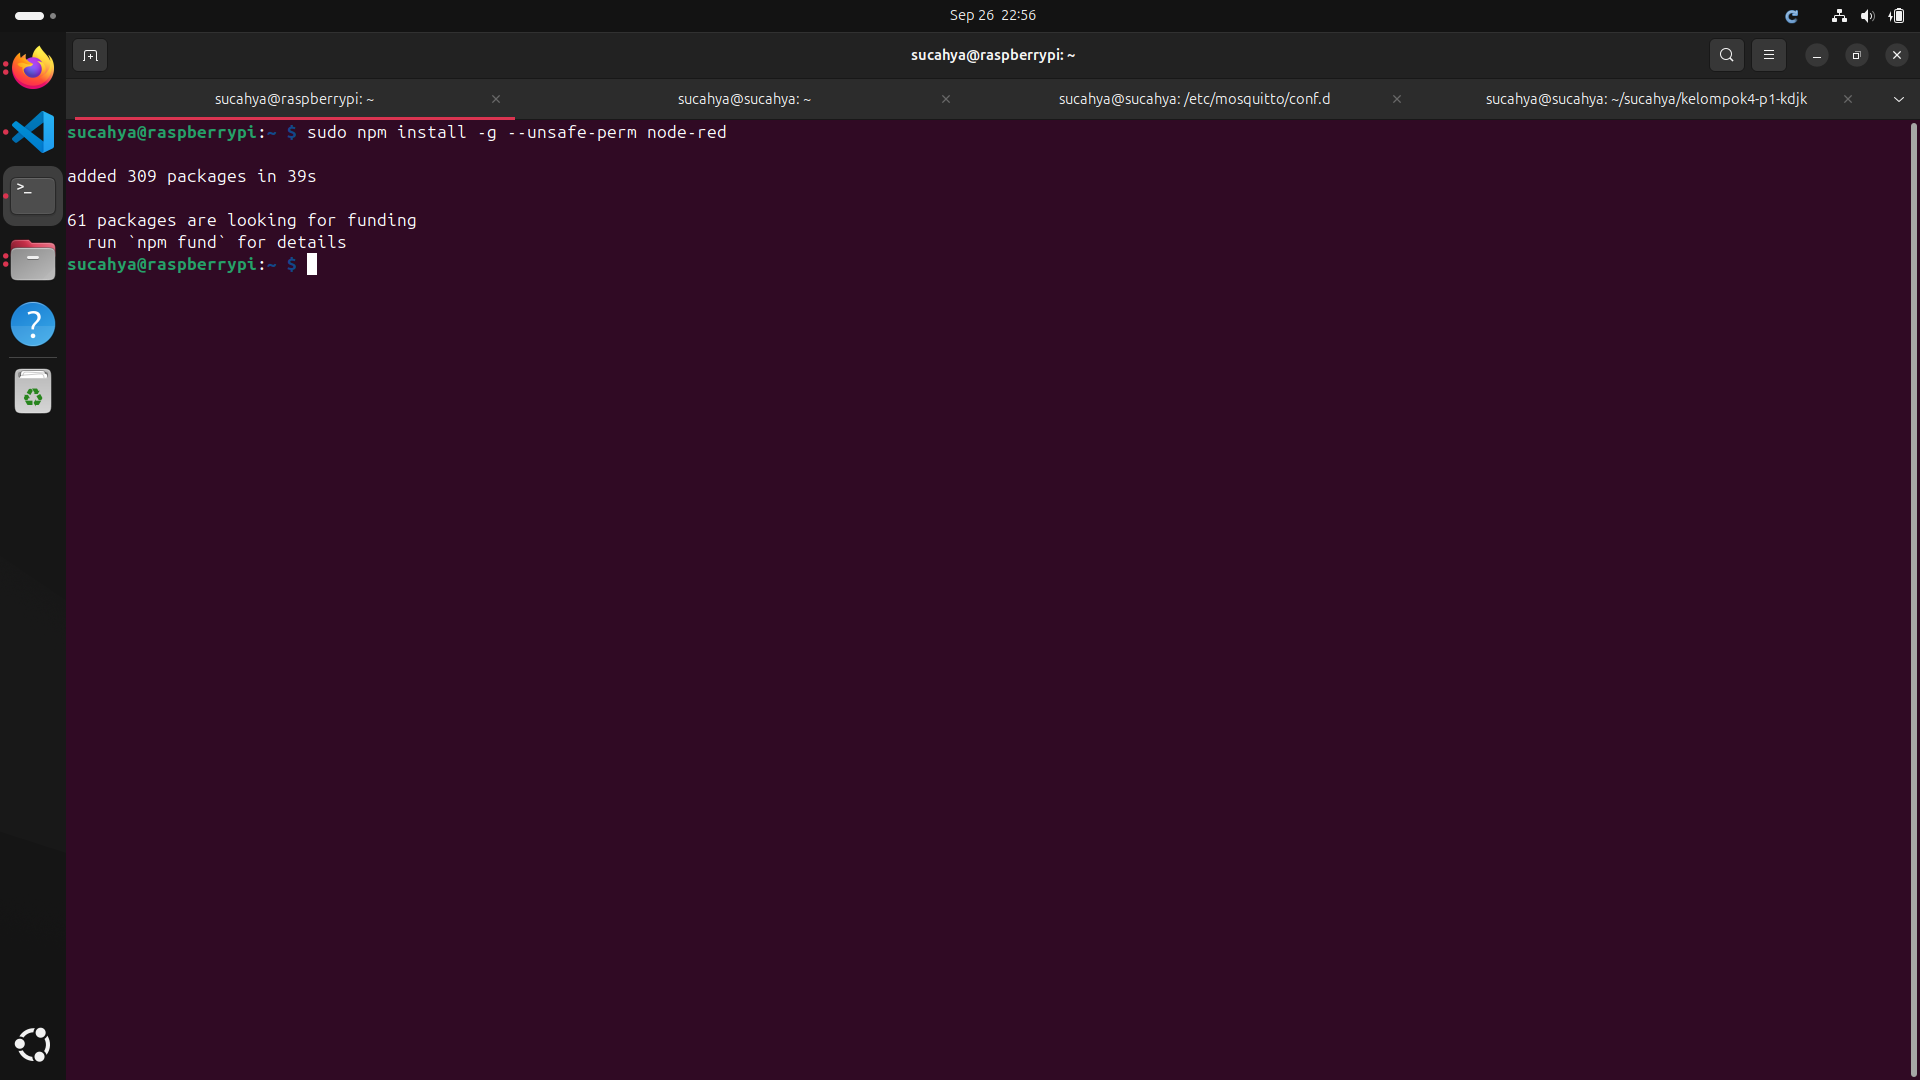 Sep 26 22:56
sucahya@raspberrypi: ~
sucahya@raspberrypi: ~
sucahya@sucahya: ~
sucahya@sucahya: /etc/mosquitto/conf.d
sucahya@sucahya: ~/sucahya/kelompok4-p1-kdjk
sucahya@raspberrypi:~ $ sudo npm install -g --unsafe-perm node-red
added 309 packages in 39s
61 packages are looking for funding
run `npm fund` for details
sucahya@raspberrypi:~ $